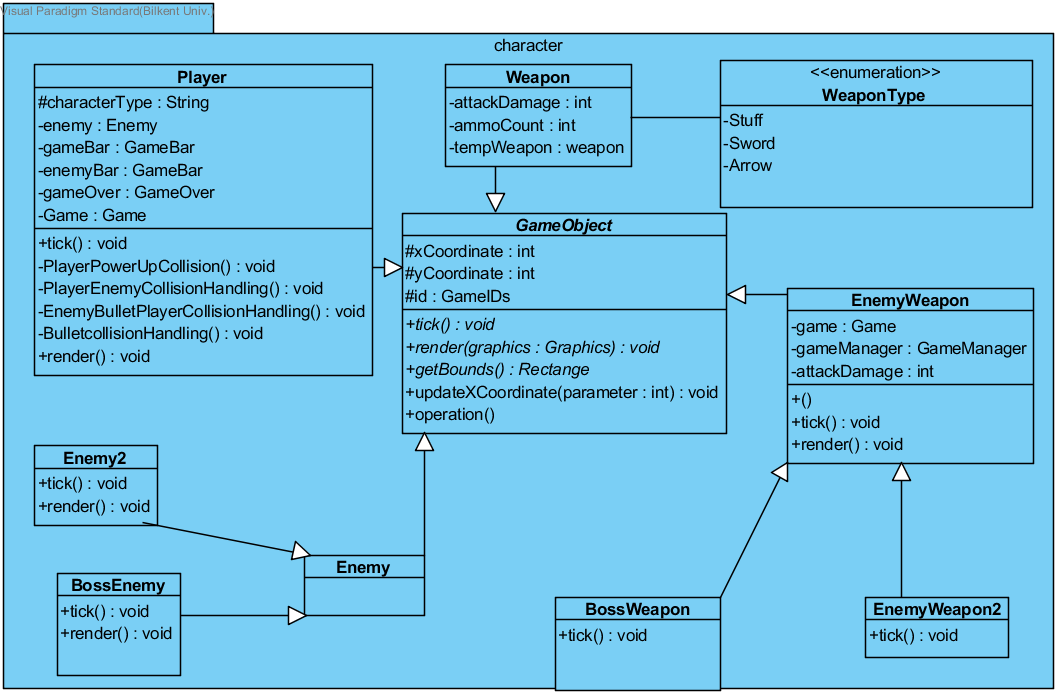 Visual Paradigm Standard(Bilkent Univ.)
character
Player
#characterType : String
-enemy : Enemy
-gameBar : GameBar
-enemyBar : GameBar
-gameOver : GameOver
-Game : Game
+tick() : void
-PlayerPowerUpCollision() : void
-PlayerEnemyCollisionHandling() : void
-EnemyBulletPlayerCollisionHandling() : void
-BulletcollisionHandling() : void
+render() : void
Weapon
-attackDamage : int
-ammoCount : int
-tempWeapon : weapon
<<enumeration>>
WeaponType
-Stuff
-Sword
-Arrow
GameObject
#xCoordinate : int
#yCoordinate : int
#id : GameIDs
+tick() : void
+render(graphics : Graphics) : void
+getBounds() : Rectange
+updateXCoordinate(parameter : int) : void
+operation()
EnemyWeapon
-game : Game
-gameManager : GameManager
-attackDamage : int
+()
+tick() : void
+render() : void
Enemy2
+tick() : void
+render() : void
Enemy
BossEnemy
+tick() : void
+render() : void
BossWeapon
+tick() : void
EnemyWeapon2
+tick() : void